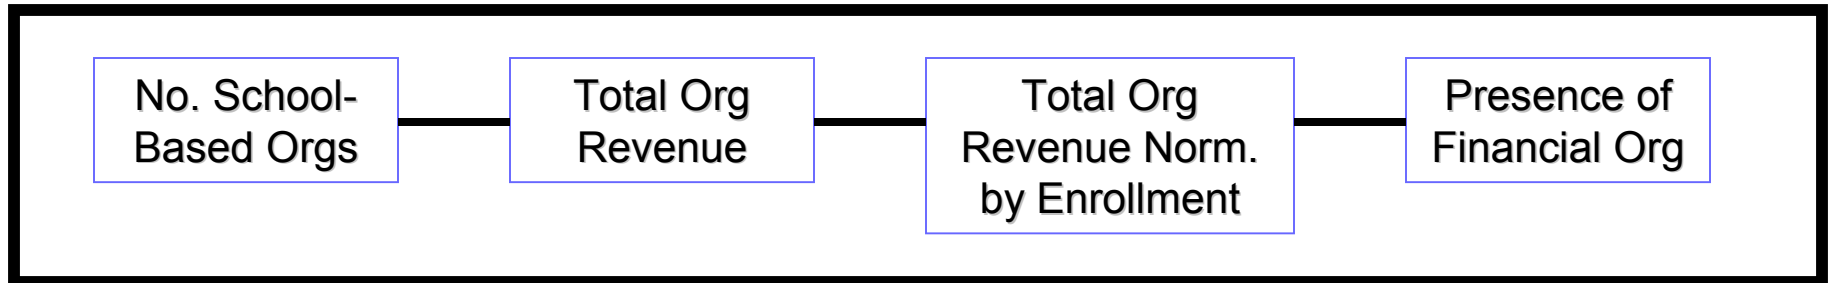 No. School-
Based Orgs
Total Org
Revenue
Total Org
Revenue Norm.
by Enrollment
Presence of
Financial Org